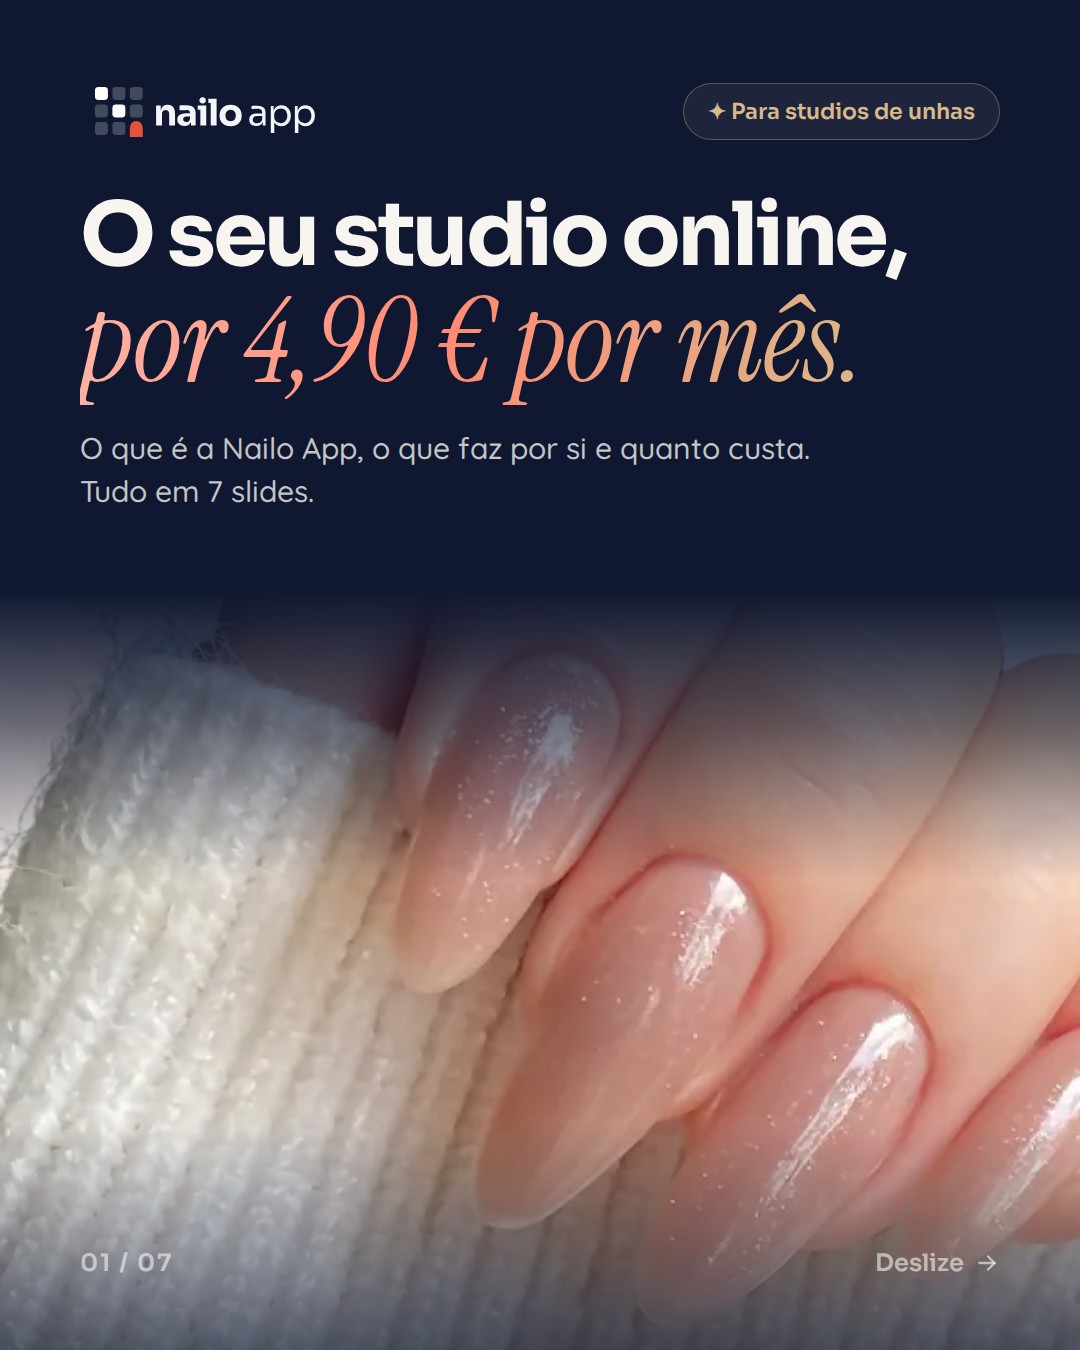 nailo app
✦ Para studios de unhas
O seu studio online,
por 4,90 € por mês.
O que é a Nailo App, o que faz por si e quanto custa.
Tudo em 7 slides.
01 / 07
Deslize →